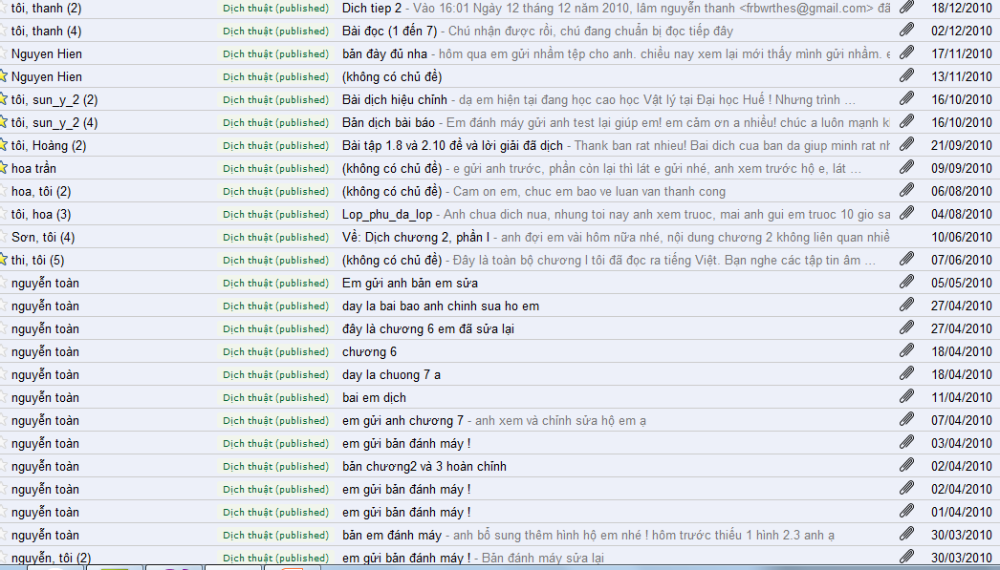 tôi, thanh (2) Dịch thuật (published) Dich tiep 2 - Vào 16:01 Ngày 12 tháng 12 năm 2010, lâm nguyễn thanh <frbwrthes@gmail.com> đã 18/12/2010
tôi, thanh (4) Dịch thuật (published) Bài đọc (1 đến 7) - Chú nhận được rồi, chú đang chuẩn bị đọc tiếp đây 02/12/2010
Nguyen Hien Dịch thuật (published) bản đày đủ nha - hôm qua em gửi nhầm tệp cho anh. chiều nay xem lại mới thấy mình gửi nhầm. e 17/11/2010
Nguyen Hien Dịch thuật (published) (không có chủ đề) 13/11/2010
tôi, sun_y_2 (2) Dịch thuật (published) Bài dịch hiệu chỉnh - dạ em hiện tại đang học cao học Vật lý tại Đại học Huế ! Nhưng trình ... 16/10/2010
tôi, sun_y_2 (4) Dịch thuật (published) Bản dịch bài báo - Em đánh máy gửi anh test lại giúp em! em cảm ơn a nhiều! chúc a luôn mạnh k 16/10/2010
tôi, Hoàng (2) Dịch thuật (published) Bài tập 1.8 và 2.10 đề và lời giải đã dịch - Thank ban rat nhieu! Bai dich cua ban da giup minh rat nh 21/09/2010
hoa trần Dịch thuật (published) (không có chủ đề) - e gửi anh trước, phần còn lại thì lát e gửi nhé, anh xem trước hộ e, lát ... 09/09/2010
hoa, tôi (2) Dịch thuật (published) (không có chủ đề) - Cam on em, chuc em bao ve luan van thanh cong 06/08/2010
tôi, hoa (3) Dịch thuật (published) Lop_phu_da_lop - Anh chua dich nua, nhung toi nay anh xem truoc, mai anh gui em truoc 10 gio sa 04/08/2010
Sơn, tôi (4) Dịch thuật (published) Về: Dịch chương 2, phần I - anh đợi em vài hôm nữa nhé, nội dung chương 2 không liên quan nhiề 10/06/2010
thi, tôi (5) Dịch thuật (published) (không có chủ đề) - Đây là toàn bộ chương I tôi đã đọc ra tiếng Việt. Bạn nghe các tập tin âm ... 07/06/2010
nguyễn toàn Dịch thuật (published) Em gửi anh bản em sửa 05/05/2010
nguyễn toàn Dịch thuật (published) day la bai bao anh chinh sua ho em 27/04/2010
nguyễn toàn Dịch thuật (published) đây là chương 6 em đã sửa lại 27/04/2010
nguyễn toàn Dịch thuật (published) chương 6 18/04/2010
nguyễn toàn Dịch thuật (published) day la chuong 7 a 18/04/2010
nguyễn toàn Dịch thuật (published) bai em dịch 11/04/2010
nguyễn toàn Dịch thuật (published) em gửi anh chương 7 - anh xem và chỉnh sửa hộ em ạ 07/04/2010
nguyễn toàn Dịch thuật (published) em gửi bản đánh máy ! 03/04/2010
nguyễn toàn Dịch thuật (published) bản chương2 và 3 hoàn chỉnh 02/04/2010
nguyễn toàn Dịch thuật (published) em gửi bản đánh máy ! 02/04/2010
nguyễn toàn Dịch thuật (published) em gửi bản đánh máy ! 01/04/2010
nguyễn toàn Dịch thuật (published) bản em đánh máy - anh bổ sung thêm hình hộ em nhé ! hôm trước thiếu 1 hình 2.3 anh ạ 30/03/2010
nguyễn, tôi (2) Dịch thuật (published) em gửi bản đánh máy ! - Bản đánh máy sửa lại 30/03/2010